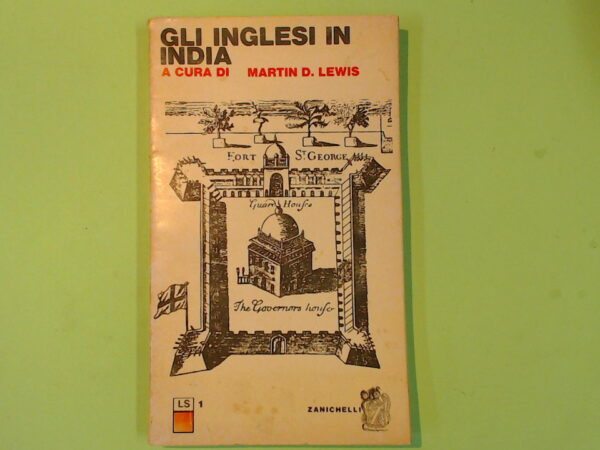 GLI INGLESI IN
INDIA
A CURA DI MARTIN D. LEWIS
FORT ST GEORGE
Guard House
The Governors house
LS 1
ZANICHELLI